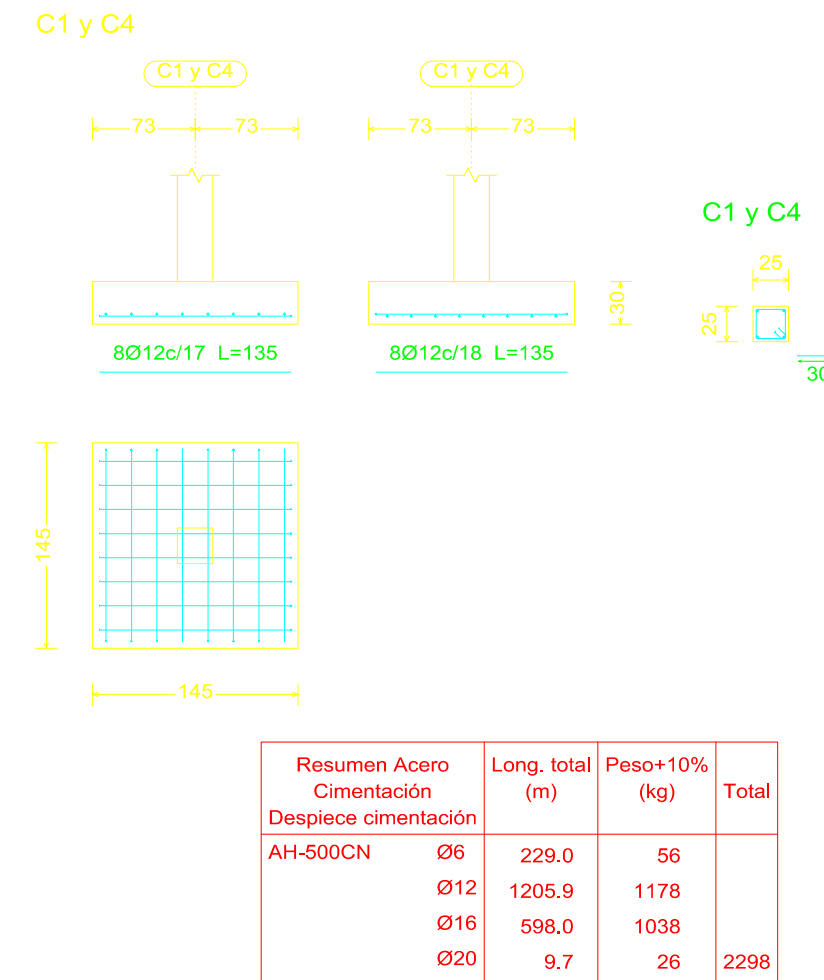 C1 y C4
C1 y C4 C1 y C4
73 73 73 73
C1 y C4
25
30
25
8Ø12c/17 L=135 8Ø12c/18 L=135
145
145
Resumen Acero
Cimentación
Despiece cimentación Long. total
(m) Peso+10%
(kg) Total
AH-500CN Ø6 229.0 56
Ø12 1205.9 1178
Ø16 598.0 1038
Ø20 9.7 26 2298